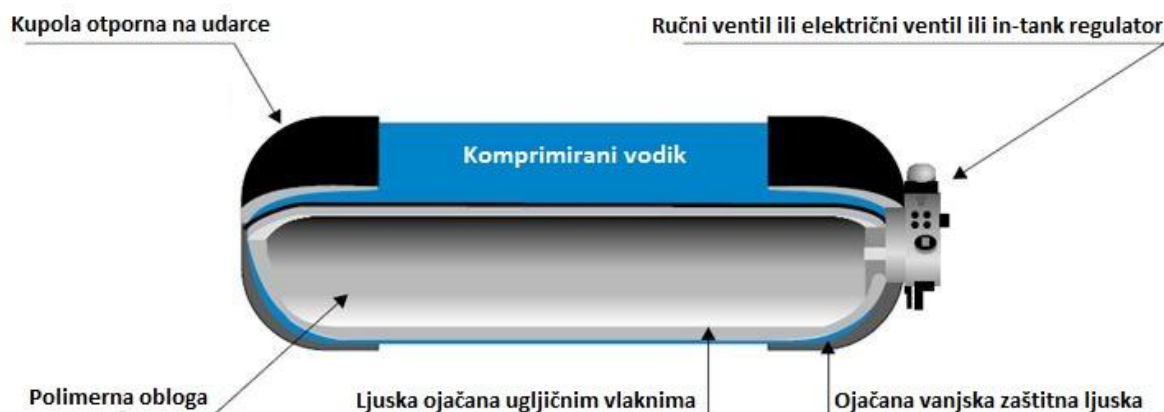 Kupola otporna na udarce
Ručni ventil ili električni ventil ili in-tank regulator
Komprimirani vodik
Polimerna obloga
Ljuska ojačana ugljičnim vlaknima
Ojačana vanjska zaštitna ljuska